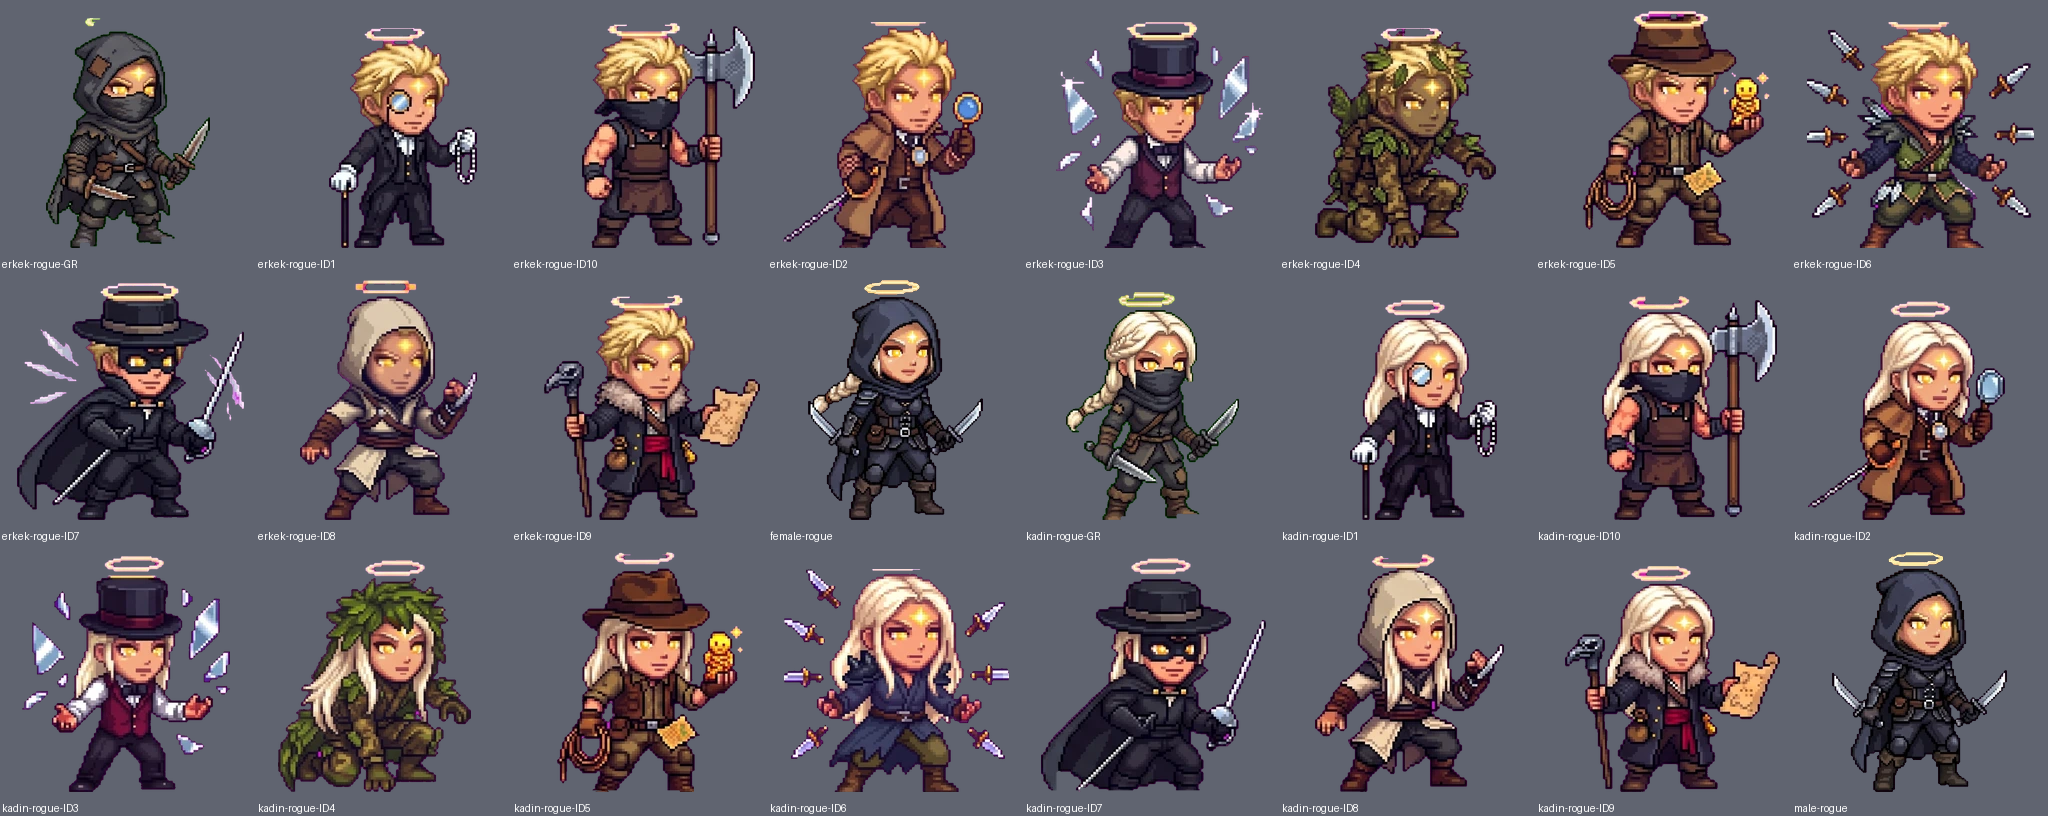 erkek-rogue-GR
erkek-rogue-ID1
erkek-rogue-ID10
erkek-rogue-ID2
erkek-rogue-ID3
erkek-rogue-ID4
erkek-rogue-ID5
erkek-rogue-ID6
erkek-rogue-ID7
erkek-rogue-ID8
erkek-rogue-ID9
female-rogue
kadin-rogue-GR
kadin-rogue-ID1
kadin-rogue-ID10
kadin-rogue-ID2
kadin-rogue-ID3
kadin-rogue-ID4
kadin-rogue-ID5
kadin-rogue-ID6
kadin-rogue-ID7
kadin-rogue-ID8
kadin-rogue-ID9
male-rogue